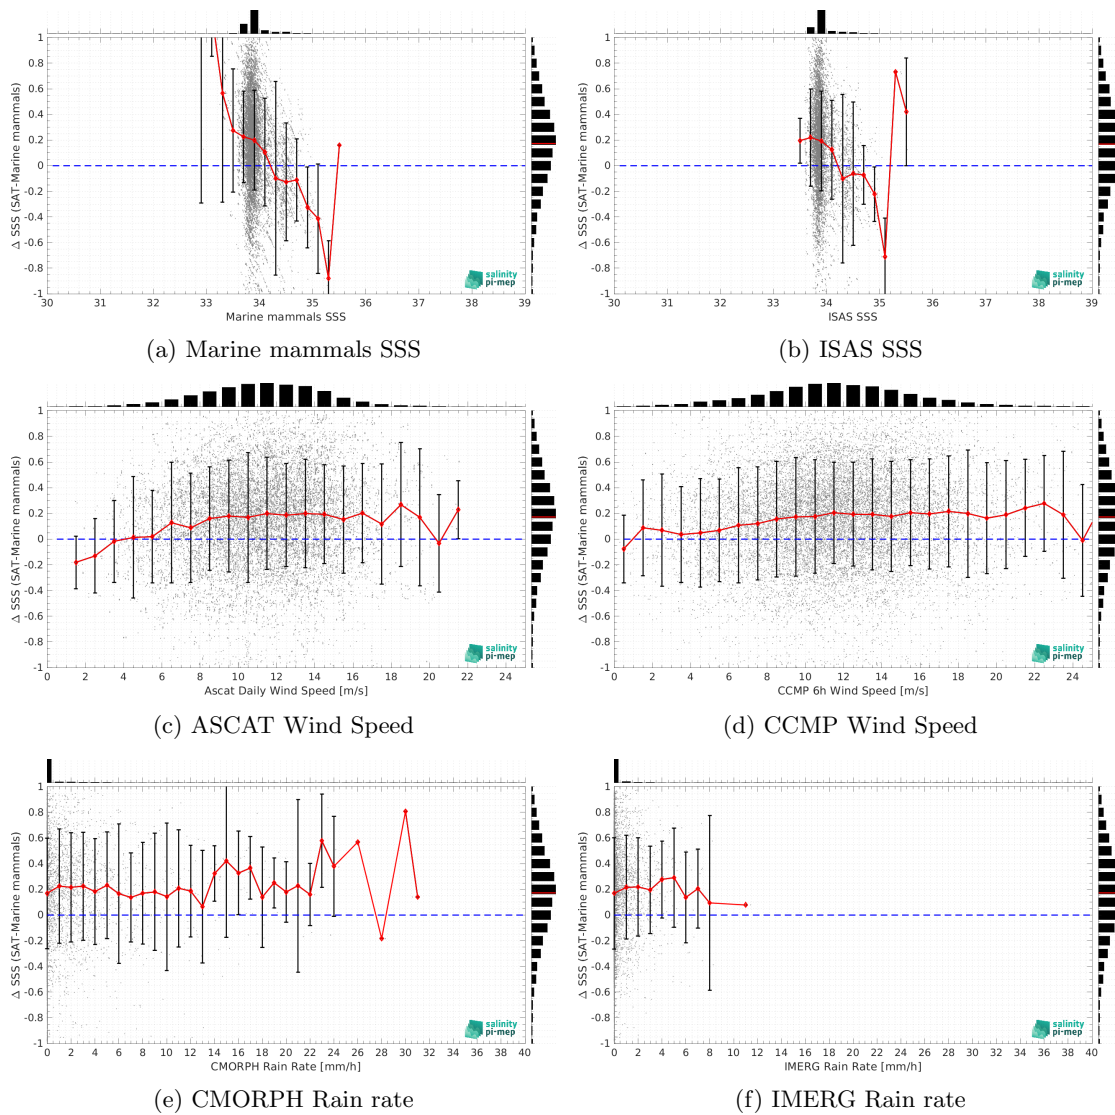 Δ SSS (SAT-Marine mammals)
1
0.8
0.6
0.4
0.2
0
-0.2
-0.4
-0.6
-0.8
-1
30 31 32 33 34 35 36 37 38 39
Marine mammals SSS
salinity
pi-mep
(a) Marine mammals SSS
Δ SSS (SAT-Marine mammals)
1
0.8
0.6
0.4
0.2
0
-0.2
-0.4
-0.6
-0.8
-1
30 31 32 33 34 35 36 37 38 39
ISAS SSS
salinity
pi-mep
(b) ISAS SSS
Δ SSS (SAT-Marine mammals)
1
0.8
0.6
0.4
0.2
0
-0.2
-0.4
-0.6
-0.8
-1
0 2 4 6 8 10 12 14 16 18 20 22 24
Ascat Daily Wind Speed [m/s]
salinity
pi-mep
(c) ASCAT Wind Speed
Δ SSS (SAT-Marine mammals)
1
0.8
0.6
0.4
0.2
0
-0.2
-0.4
-0.6
-0.8
-1
0 2 4 6 8 10 12 14 16 18 20 22 24
CCMP 6h Wind Speed [m/s]
salinity
pi-mep
(d) CCMP Wind Speed
Δ SSS (SAT-Marine mammals)
1
0.8
0.6
0.4
0.2
0
-0.2
-0.4
-0.6
-0.8
-1
0 2 4 6 8 10 12 14 16 18 20 22 24 26 28 30 32 34 36 38 40
CMORPH Rain Rate [mm/h]
salinity
pi-mep
(e) CMORPH Rain rate
Δ SSS (SAT-Marine mammals)
1
0.8
0.6
0.4
0.2
0
-0.2
-0.4
-0.6
-0.8
-1
0 2 4 6 8 10 12 14 16 18 20 22 24 26 28 30 32 34 36 38 40
IMERG Rain Rate [mm/h]
salinity
pi-mep
(f) IMERG Rain rate